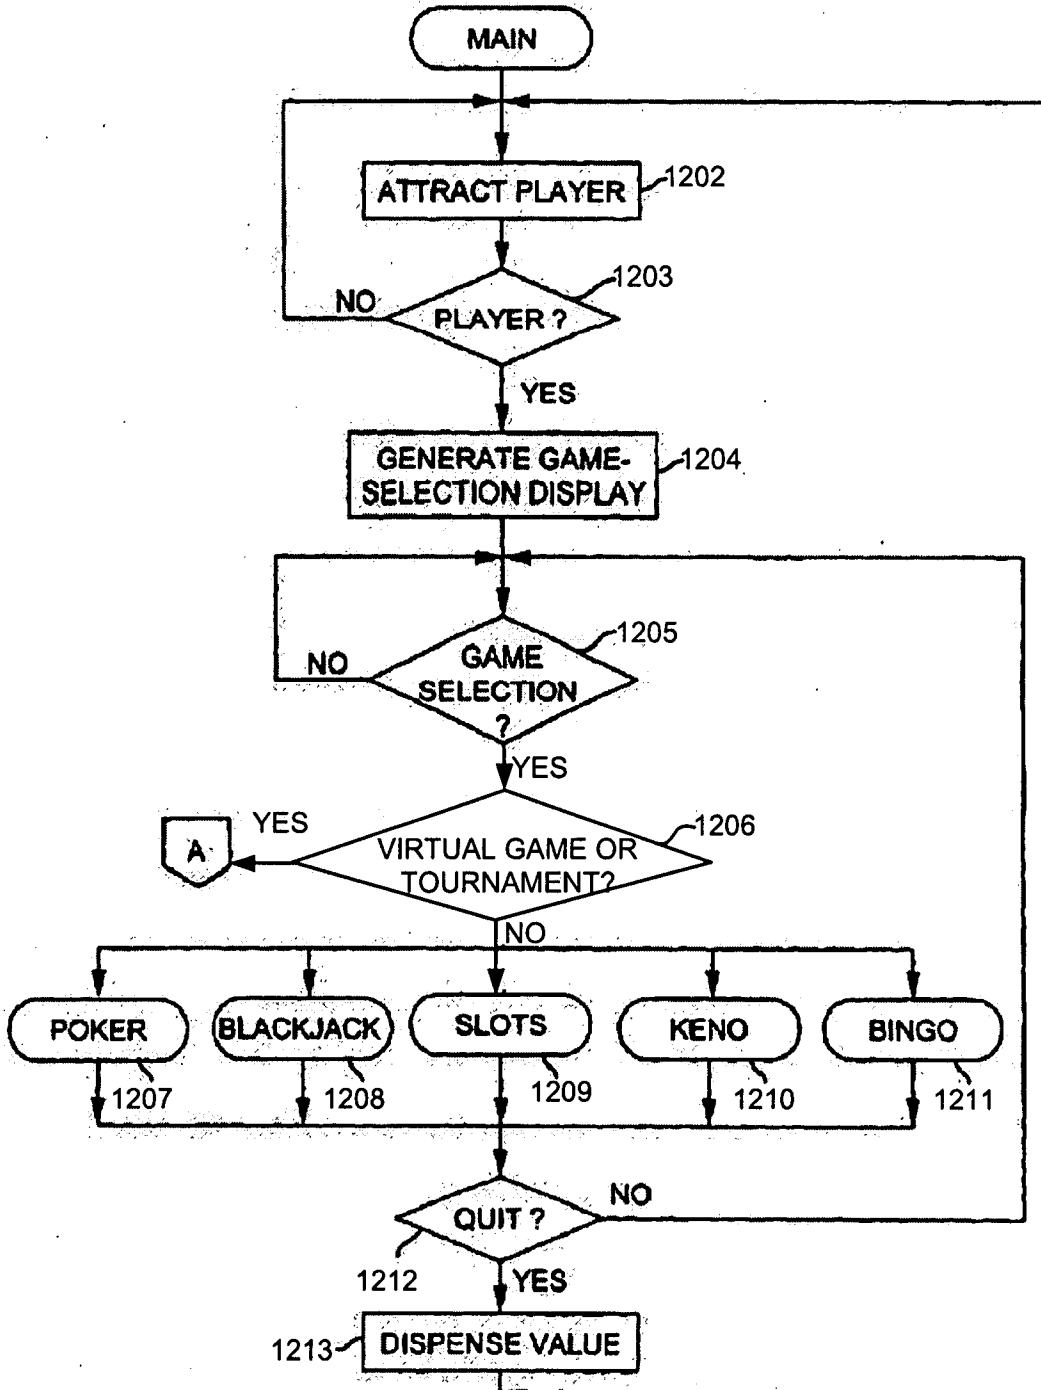 MAIN
ATTRACT PLAYER
1202
1203
NO
PLAYER ?
YES
GENERATE GAME-
SELECTION DISPLAY
1204
1205
NO
GAME
SELECTION
?
YES
YES
1206
A
VIRTUAL GAME OR
TOURNAMENT?
NO
POKER
BLACKJACK
SLOTS
KENO
BINGO
1207
1208
1209
1210
1211
NO
QUIT ?
1212
YES
1213
DISPENSE VALUE